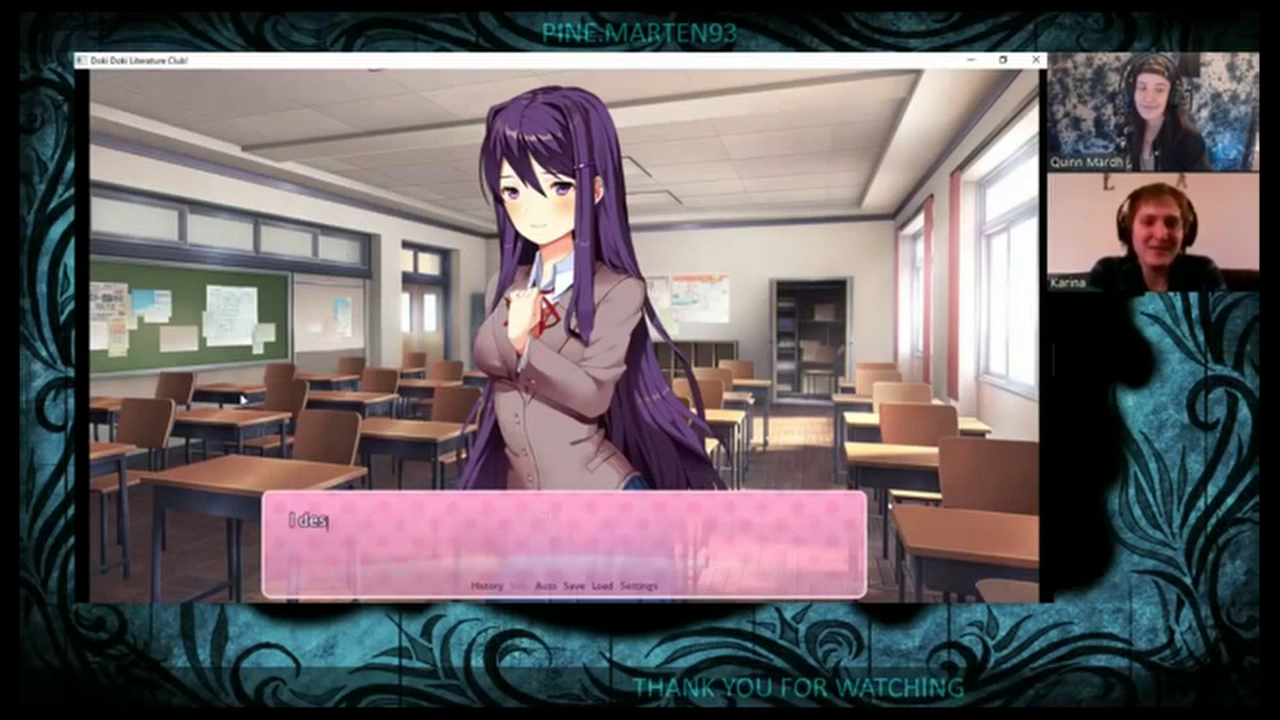 PINE.MARTEN93
Doki Doki Literature Club!
Quinn March
Karina
I des
History Skip Auto Save Load Settings
THANK YOU FOR WATCHING